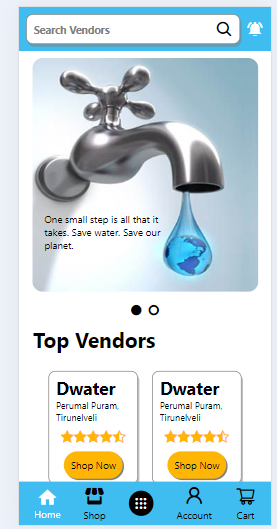 Search Vendors
One small step is all that it
takes. Save water. Save our
planet.
Top Vendors
Dwater
Perumal Puram,
Tirunelveli
Shop Now
Dwater
Perumal Puram,
Tirunelveli
Shop Now
Home
Shop
Account
Cart